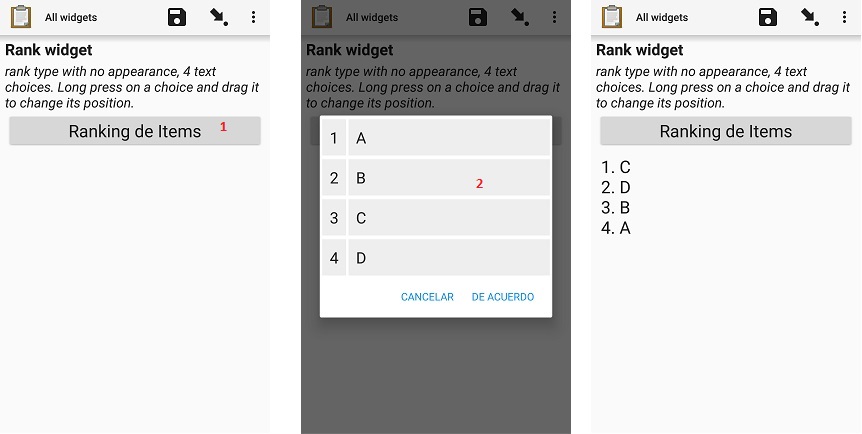 All widgets
Rank widget
rank type with no appearance, 4 text
choices. Long press on a choice and drag it
to change its position.
Ranking de Items 1
All widgets
Rank widget
rank type with no appearance, 4 text
choices. Long press on a choice and drag it
to change its position.
1 A
2 B
2
3 C
4 D
CANCELAR DE ACUERDO
All widgets
Rank widget
rank type with no appearance, 4 text
choices. Long press on a choice and drag it
to change its position.
Ranking de Items
1. C
2. D
3. B
4. A